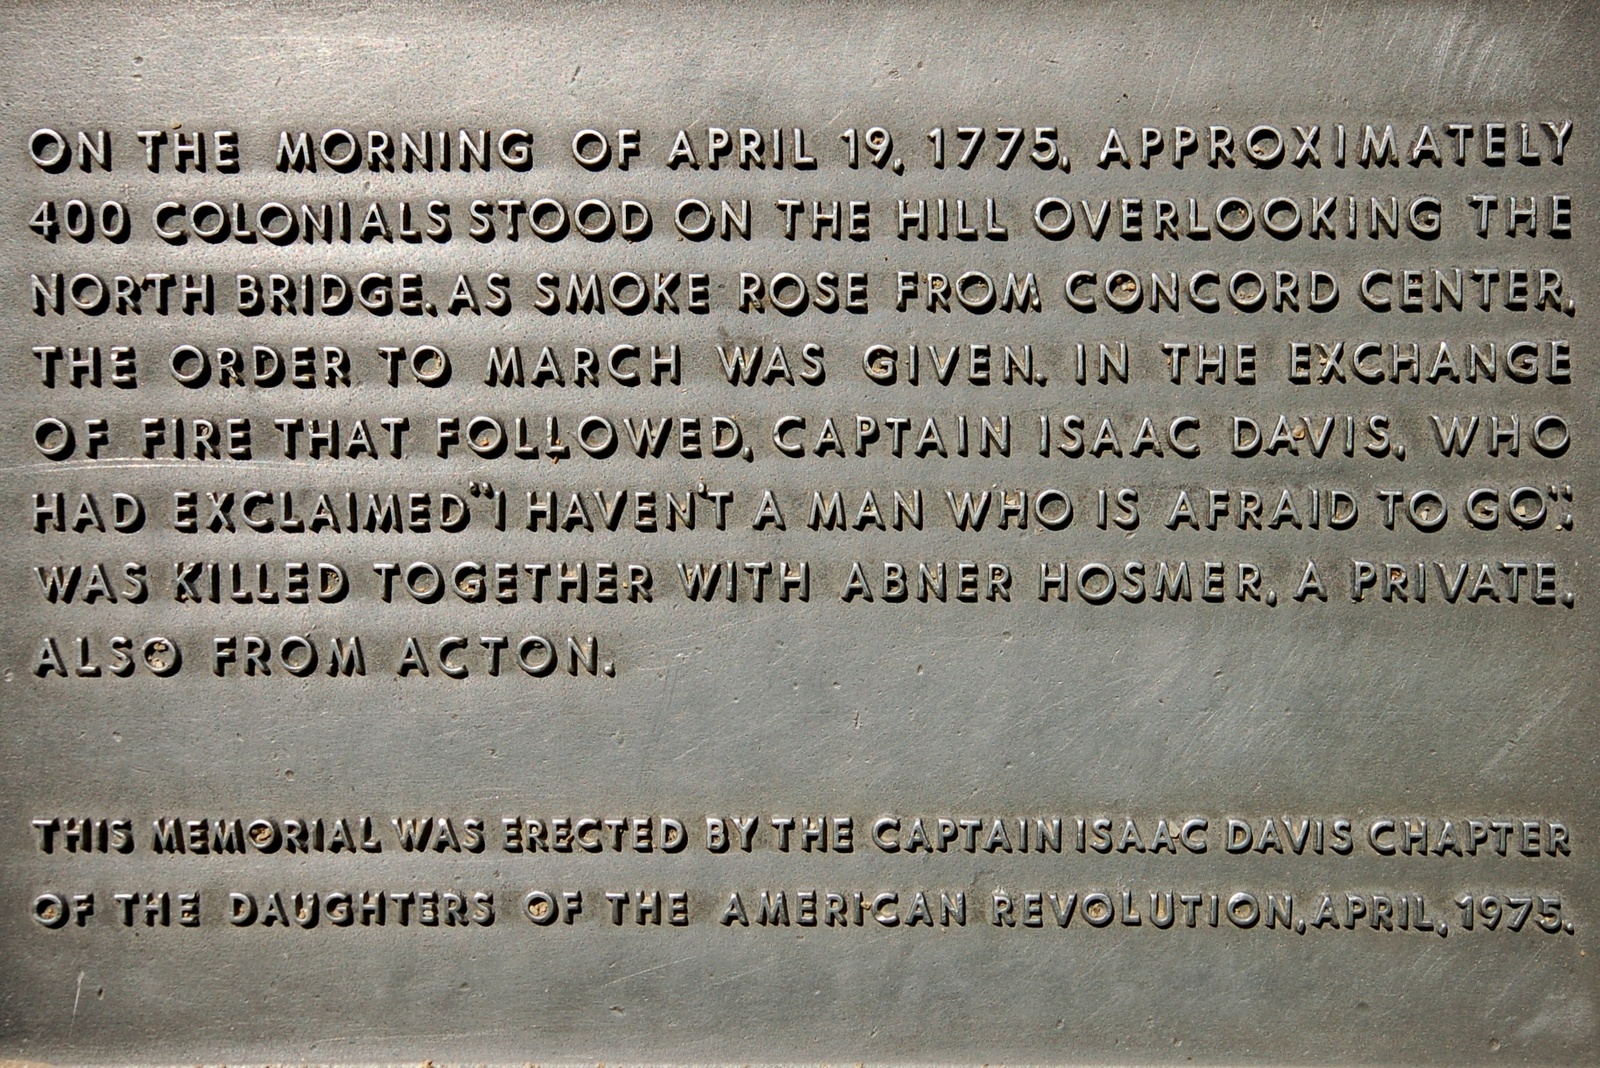 ON THE MORNING OF APRIL 19, 1775, APPROXIMATELY
400 COLONIALS STOOD ON THE HILL OVERLOOKING THE
NORTH BRIDGE. AS SMOKE ROSE FROM CONCORD CENTER,
THE ORDER TO MARCH WAS GIVEN. IN THE EXCHANGE
OF FIRE THAT FOLLOWED, CAPTAIN ISAAC DAVIS, WHO
HAD EXCLAIMED "I HAVEN'T A MAN WHO IS AFRAID TO GO",
WAS KILLED TOGETHER WITH ABNER HOSMER, A PRIVATE,
ALSO FROM ACTON.
THIS MEMORIAL WAS ERECTED BY THE CAPTAIN ISAAC DAVIS CHAPTER
OF THE DAUGHTERS OF THE AMERICAN REVOLUTION, APRIL, 1975.